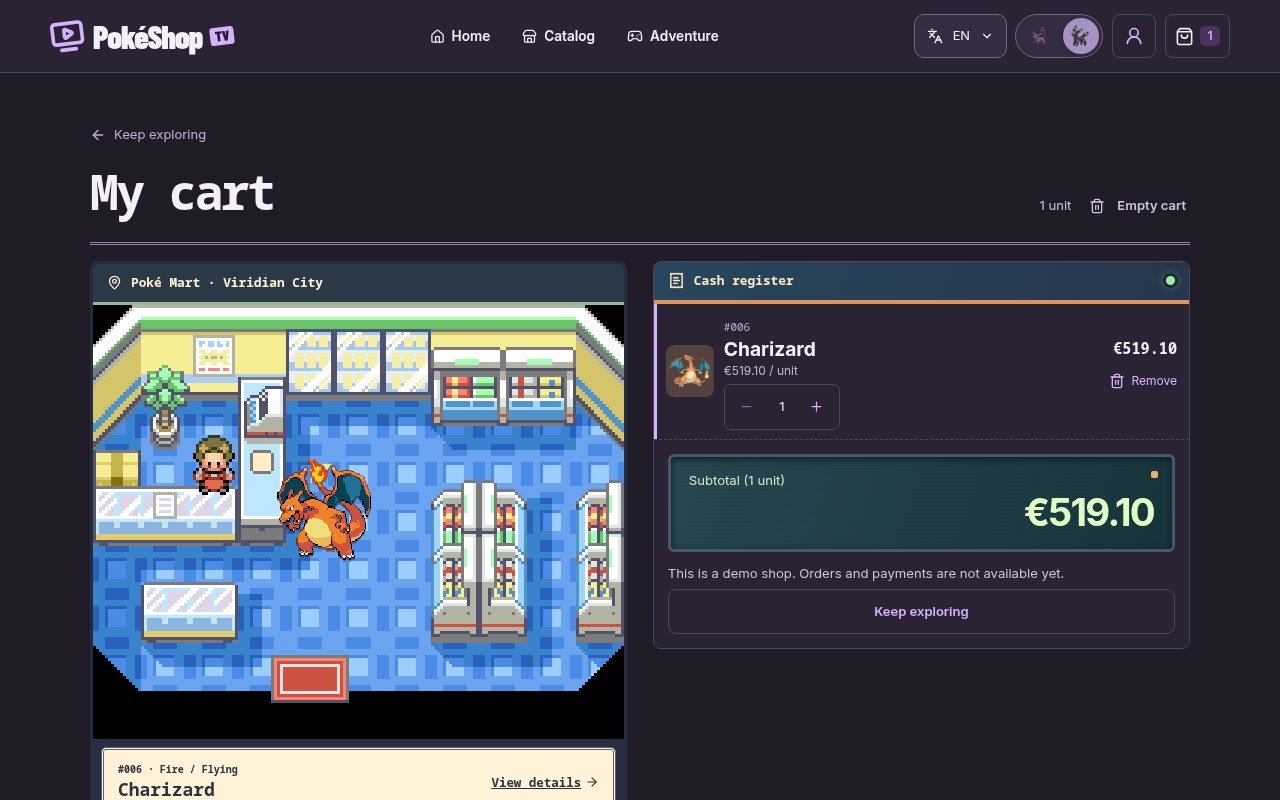 PokéShop TV
Home
Catalog
Adventure
EN
1
Keep exploring
My cart
1 unit
Empty cart
Poké Mart · Viridian City
Cash register
#006
Charizard
€519.10 / unit
€519.10
Remove
− 1 +
Subtotal (1 unit)
€519.10
This is a demo shop. Orders and payments are not available yet.
Keep exploring
#006 · Fire / Flying
Charizard
View details